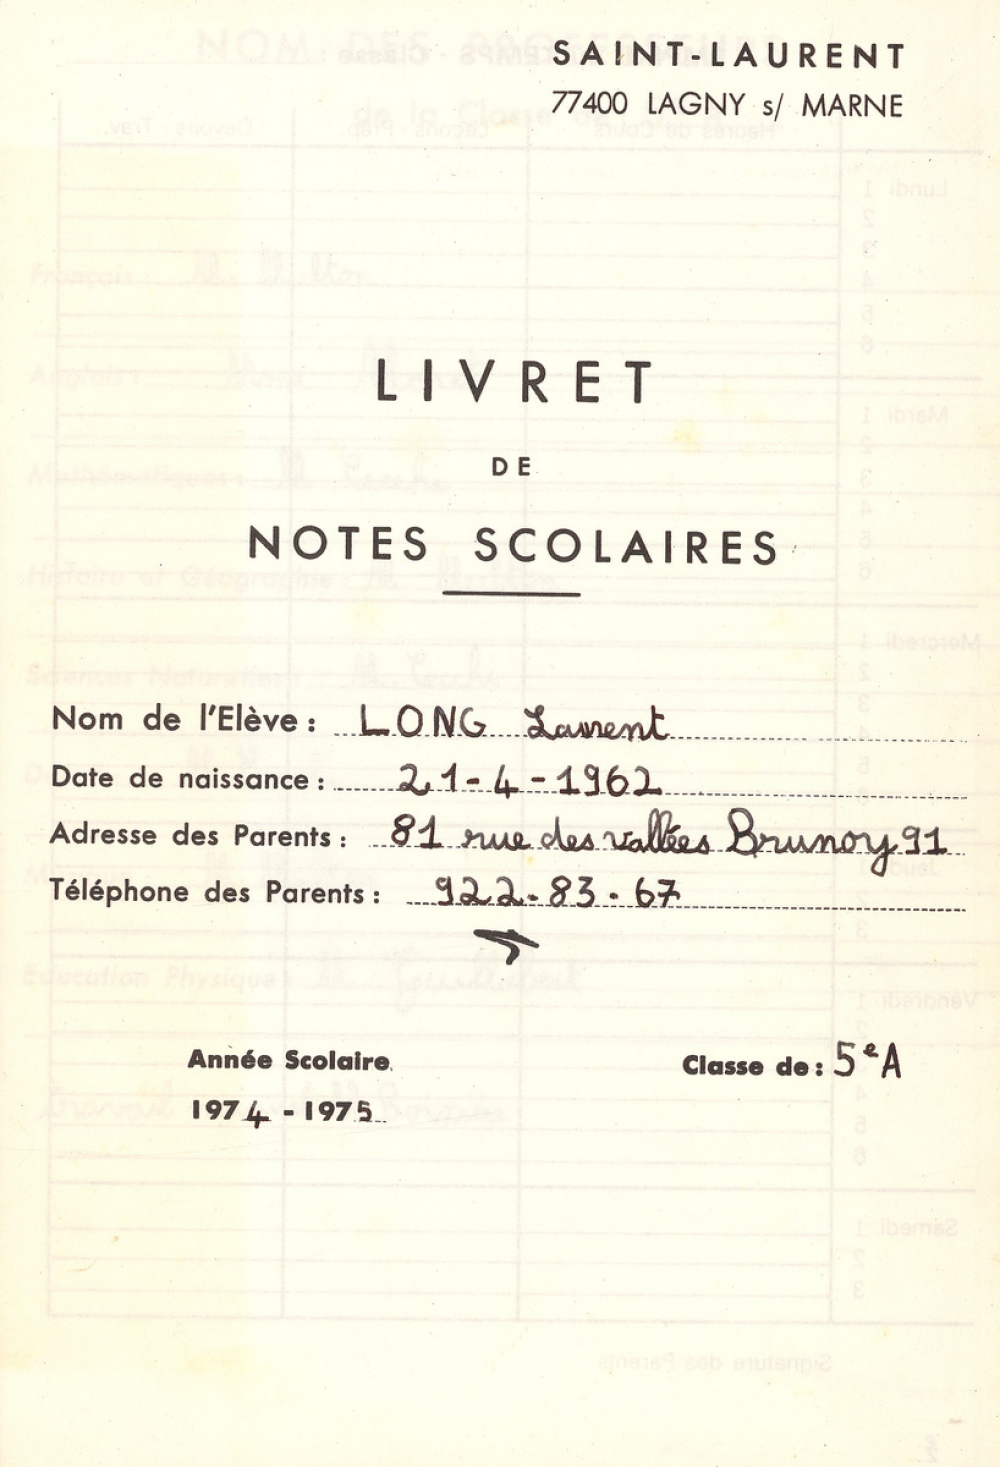 SAINT-LAURENT
77400 LAGNY s/ MARNE
LIVRET
DE
NOTES SCOLAIRES
Nom de l'Elève : LONG Laurent
Date de naissance : 21-4-1962
Adresse des Parents : 81 rue des vallées Brunoy 91
Téléphone des Parents : 922-83-67
Année Scolaire
Classe de : 5e A
1974 - 1975